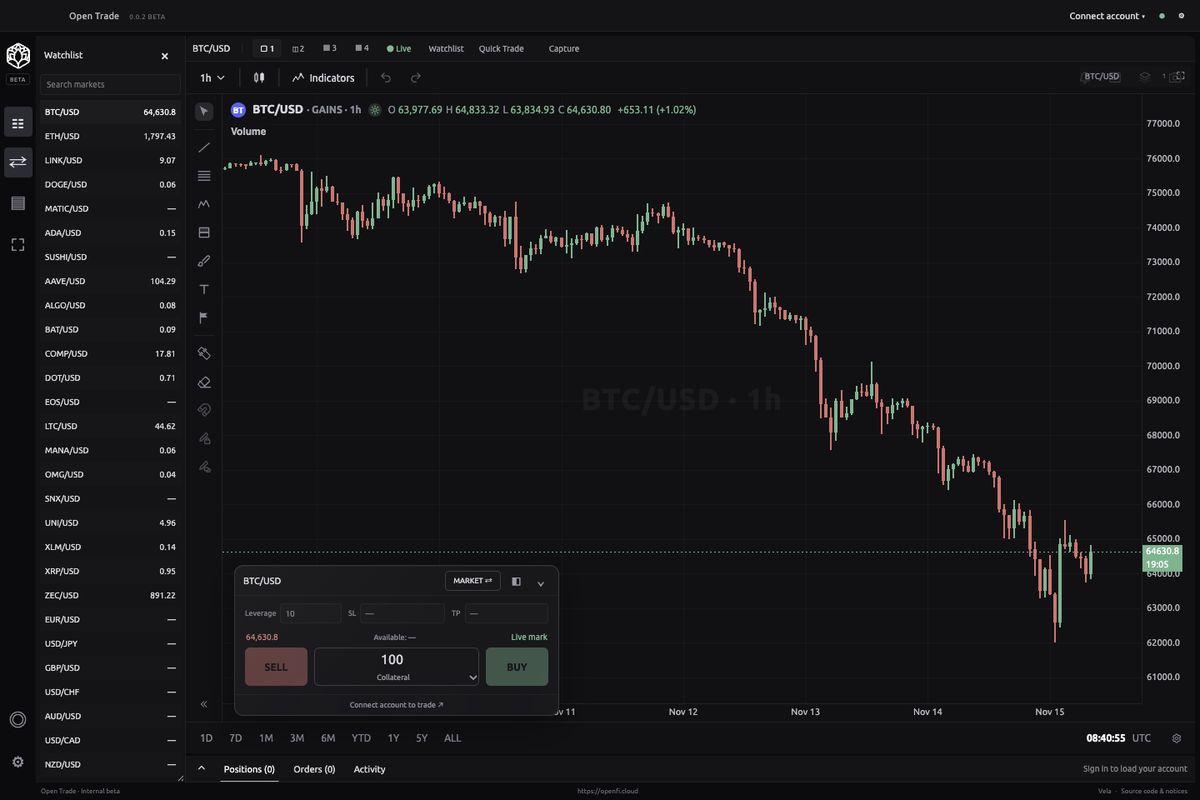 Open Trade 0.0.2 BETA
Connect account
BETA
Watchlist
Search markets
BTC/USD 64,630.8
ETH/USD 1,797.43
LINK/USD 9.07
DOGE/USD 0.06
MATIC/USD —
ADA/USD 0.15
SUSHI/USD —
AAVE/USD 104.29
ALGO/USD 0.08
BAT/USD 0.09
COMP/USD 17.81
DOT/USD 0.71
EOS/USD —
LTC/USD 44.62
MANA/USD 0.06
OMG/USD 0.04
SNX/USD —
UNI/USD 4.96
XLM/USD 0.14
XRP/USD 0.95
ZEC/USD 891.22
EUR/USD —
USD/JPY —
GBP/USD —
USD/CHF —
AUD/USD —
USD/CAD —
NZD/USD —
BTC/USD 1 2 3 4 Live Watchlist Quick Trade Capture
1h Indicators BTC/USD 1
BT BTC/USD · GAINS · 1h O 63,977.69 H 64,833.32 L 63,834.93 C 64,630.80 +653.11 (+1.02%)
Volume
BTC/USD · 1h
77000.0
76000.0
75000.0
74000.0
73000.0
72000.0
71000.0
70000.0
69000.0
68000.0
67000.0
66000.0
65000.0
64630.8
19:05
64000.0
63000.0
62000.0
61000.0
BTC/USD MARKET
Leverage 10 SL — TP —
64,630.8 Available: — Live mark
SELL 100 BUY
Collateral
Connect account to trade
11 Nov 12 Nov 13 Nov 14 Nov 15
1D 7D 1M 3M 6M YTD 1Y 5Y ALL 08:40:55 UTC
Positions (0) Orders (0) Activity Sign in to load your account
Open Trade · Internal beta https://openfi.cloud Vela · Source code & notices